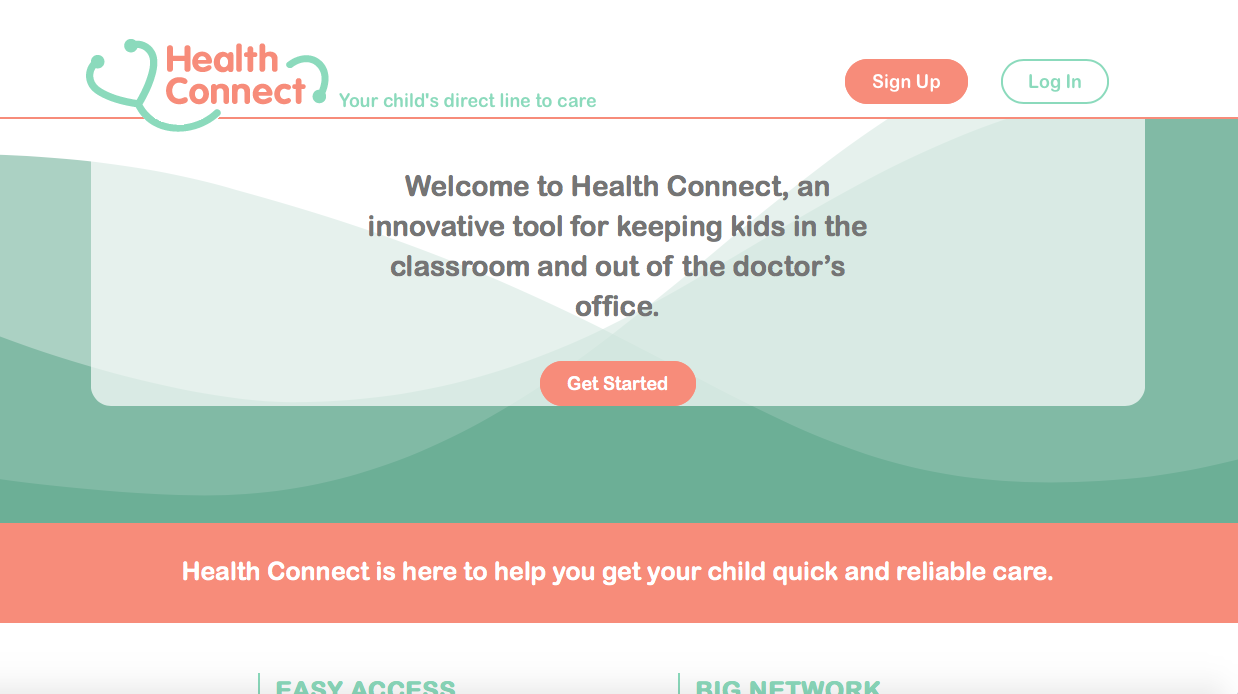 Health
Connect
Your child's direct line to care
Sign Up
Log In
Welcome to Health Connect, an
innovative tool for keeping kids in the
classroom and out of the doctor’s
office.
Get Started
Health Connect is here to help you get your child quick and reliable care.
EASY ACCESS
BIG NETWORK